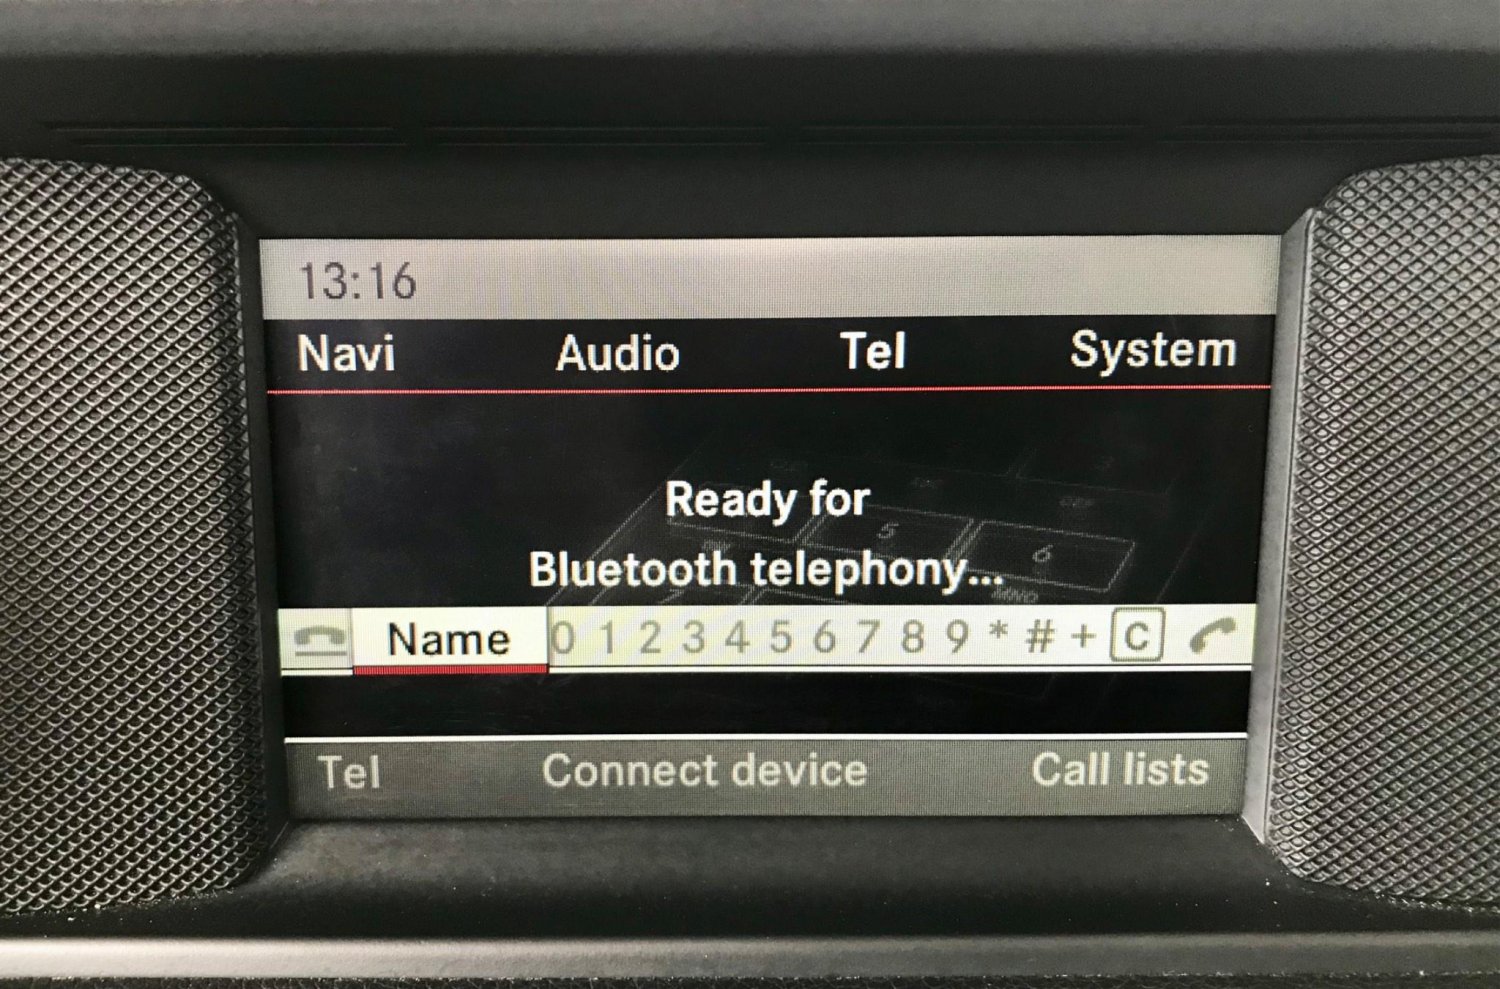 13:16
Navi Audio Tel System
Ready for
Bluetooth telephony...
Name 0 1 2 3 4 5 6 7 8 9 * # + C
Tel Connect device Call lists